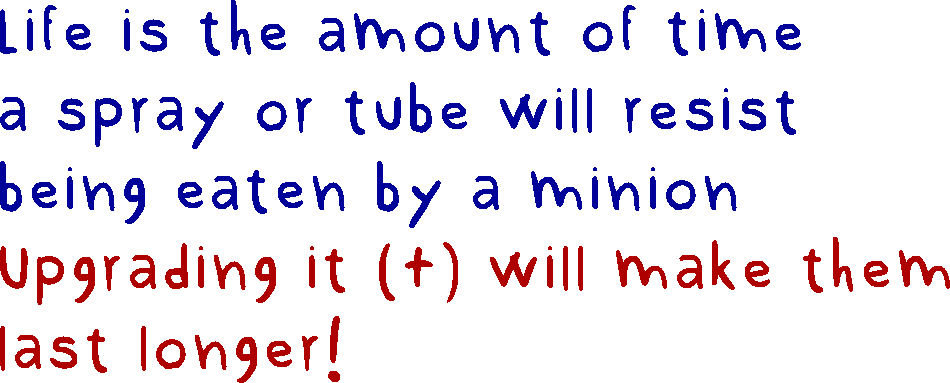 Life is the amount of time
a spray or tube will resist
being eaten by a minion
Upgrading it (+) will make them
last longer!